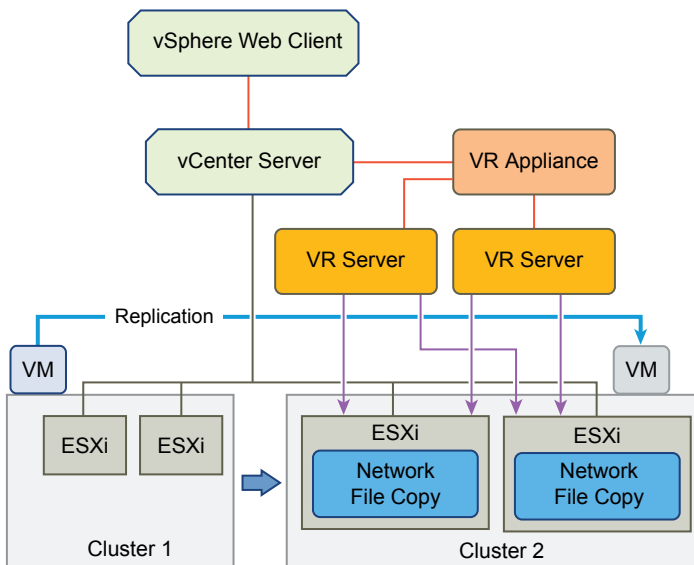 vSphere Web Client
vCenter Server
VR Appliance
VR Server
VR Server
Replication
VM
VM
ESXi
ESXi
ESXi
Network
File Copy
ESXi
Network
File Copy
Cluster 1
Cluster 2